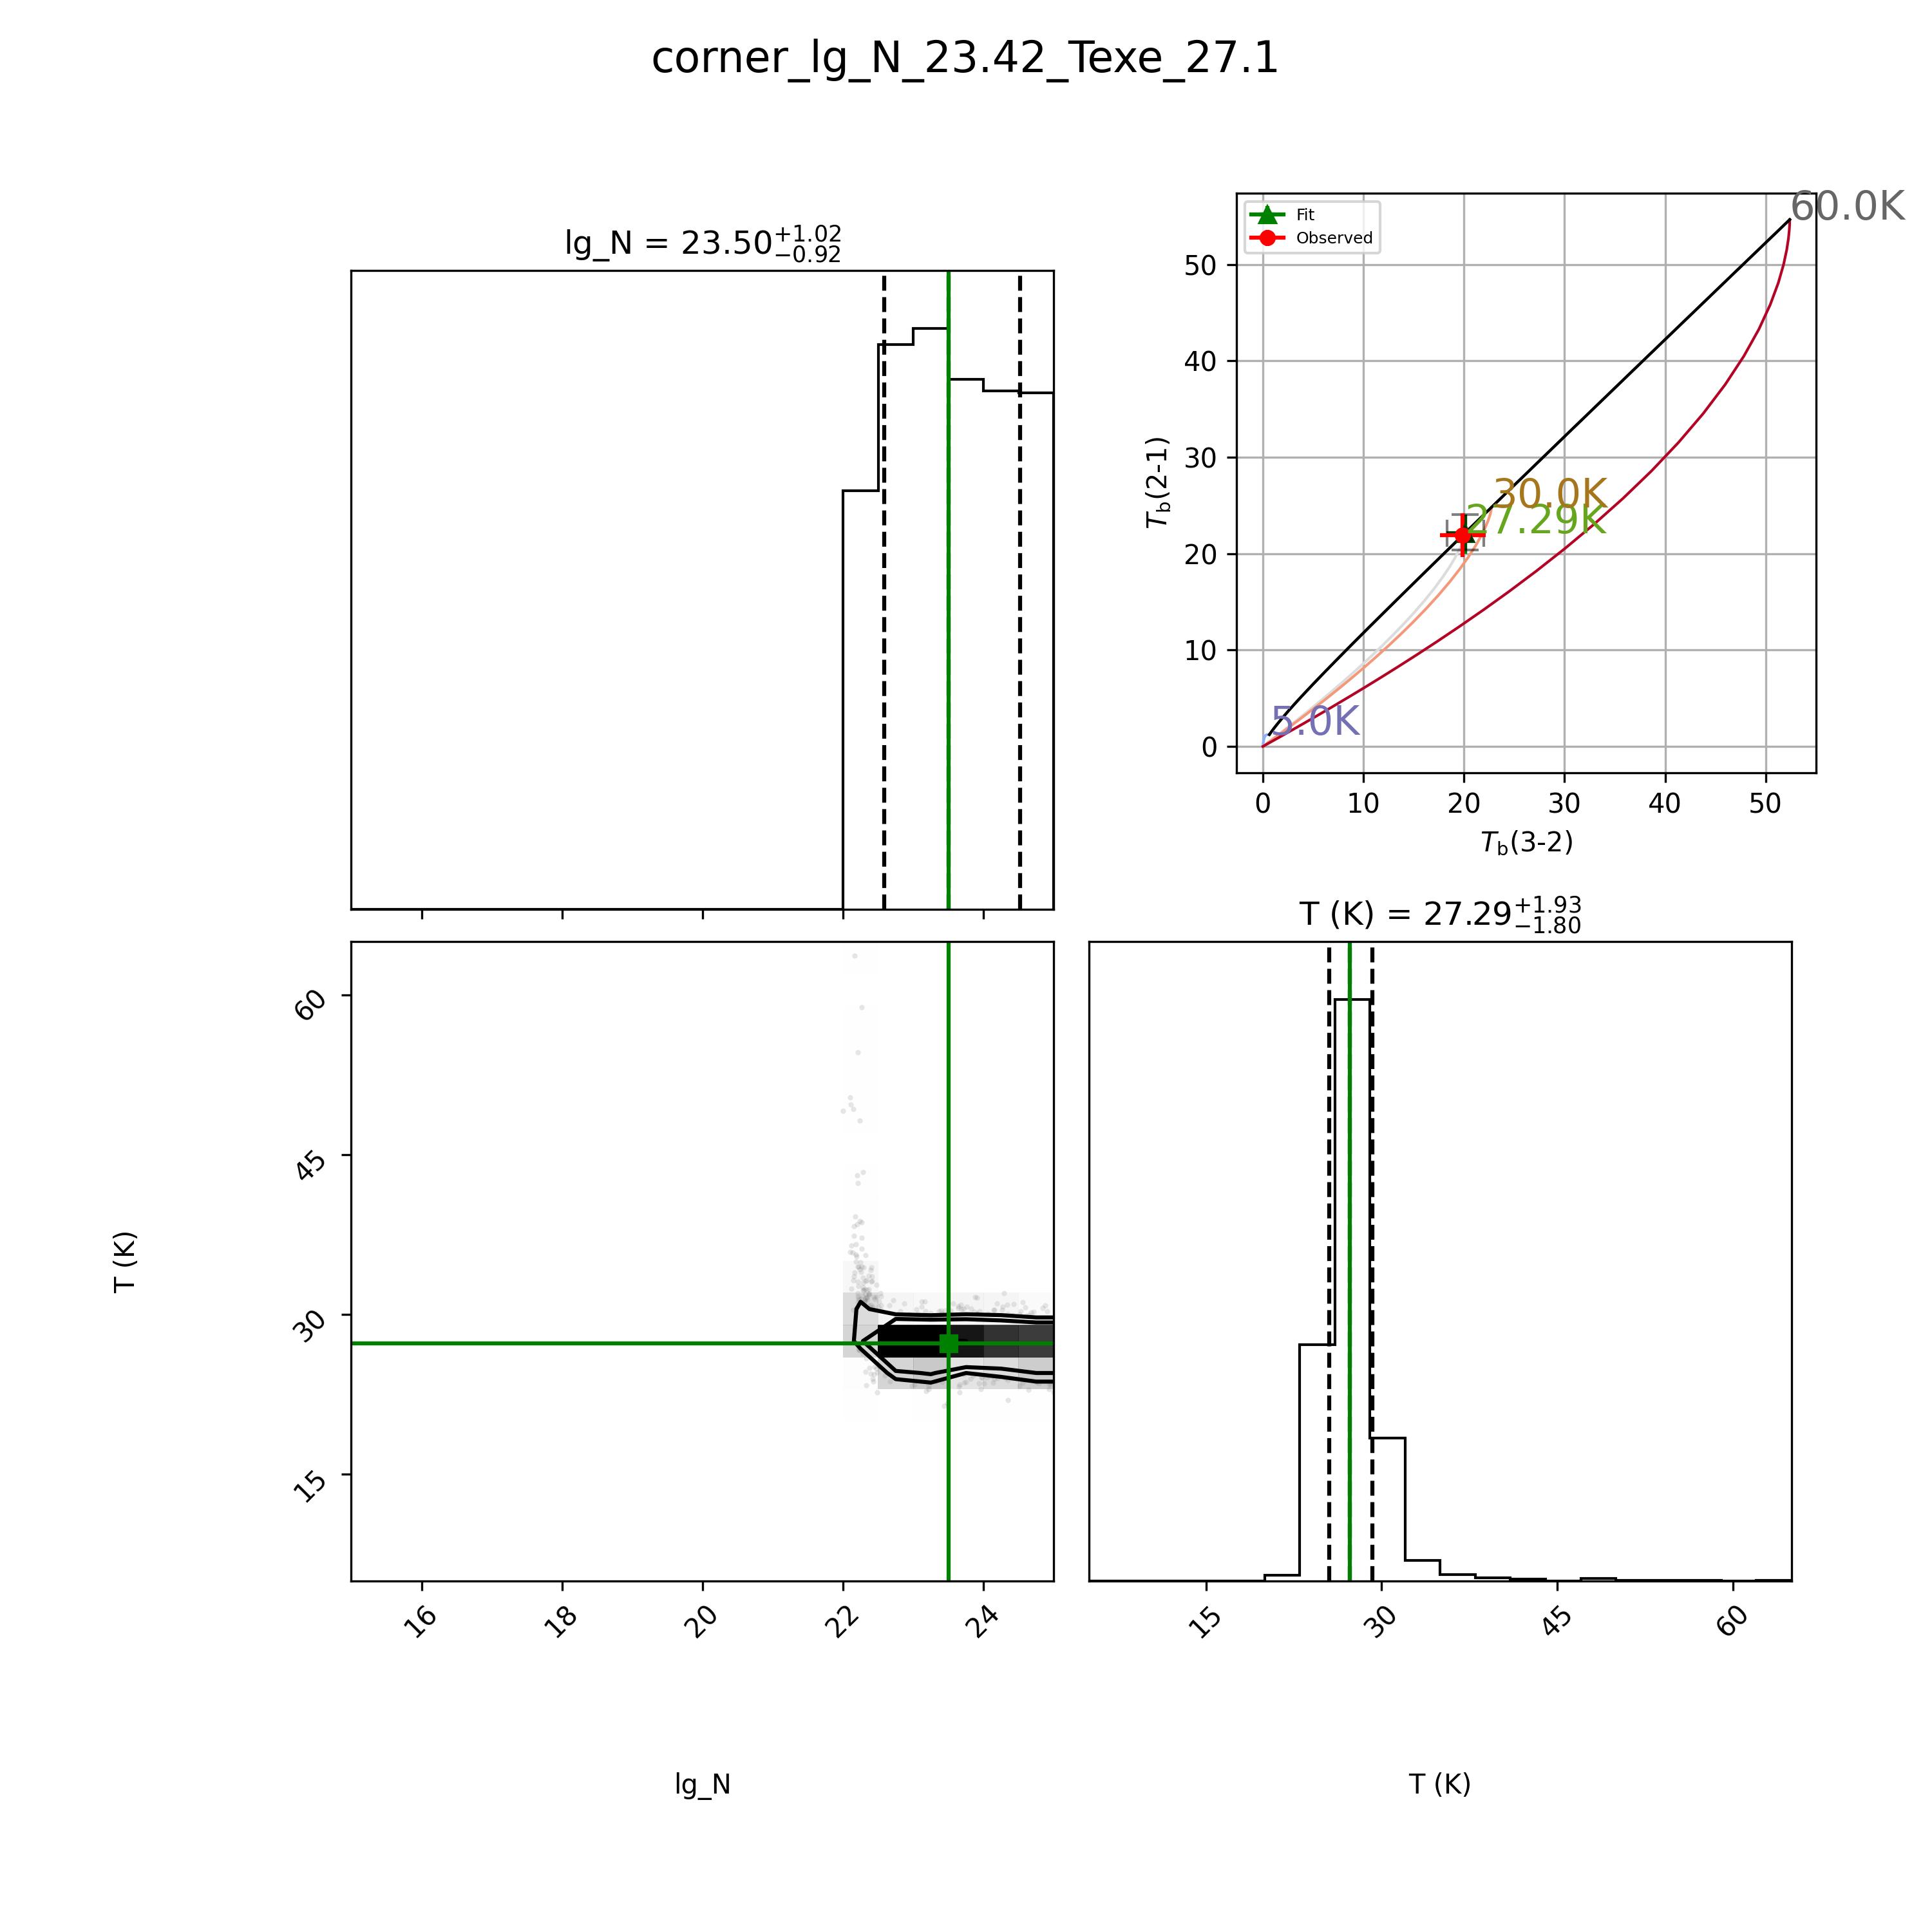 corner_lg_N_23.42_Texe_27.1
lg_N = 23.50+1.02−0.92
Fit
Observed
60.0K
30.0K
27.29K
5.0K
50
40
30
20
10
0
Tb(2-1)
0 10 20 30 40 50
Tb(3-2)
T (K) = 27.29+1.93−1.80
60
45
30
15
T (K)
16 18 20 22 24
lg_N
15 30 45 60
T (K)